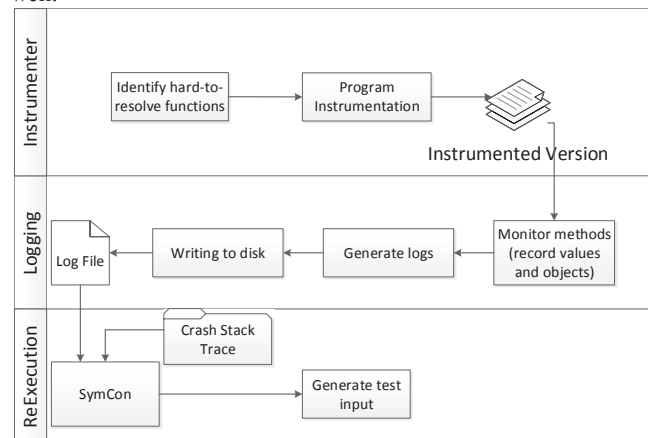 Instrumenter
Identify hard-to-
resolve functions
Program
Instrumentation
Instrumented Version
Logging
Log File
Writing to disk
Generate logs
Monitor methods
(record values
and objects)
ReExecution
Crash Stack
Trace
SymCon
Generate test
input